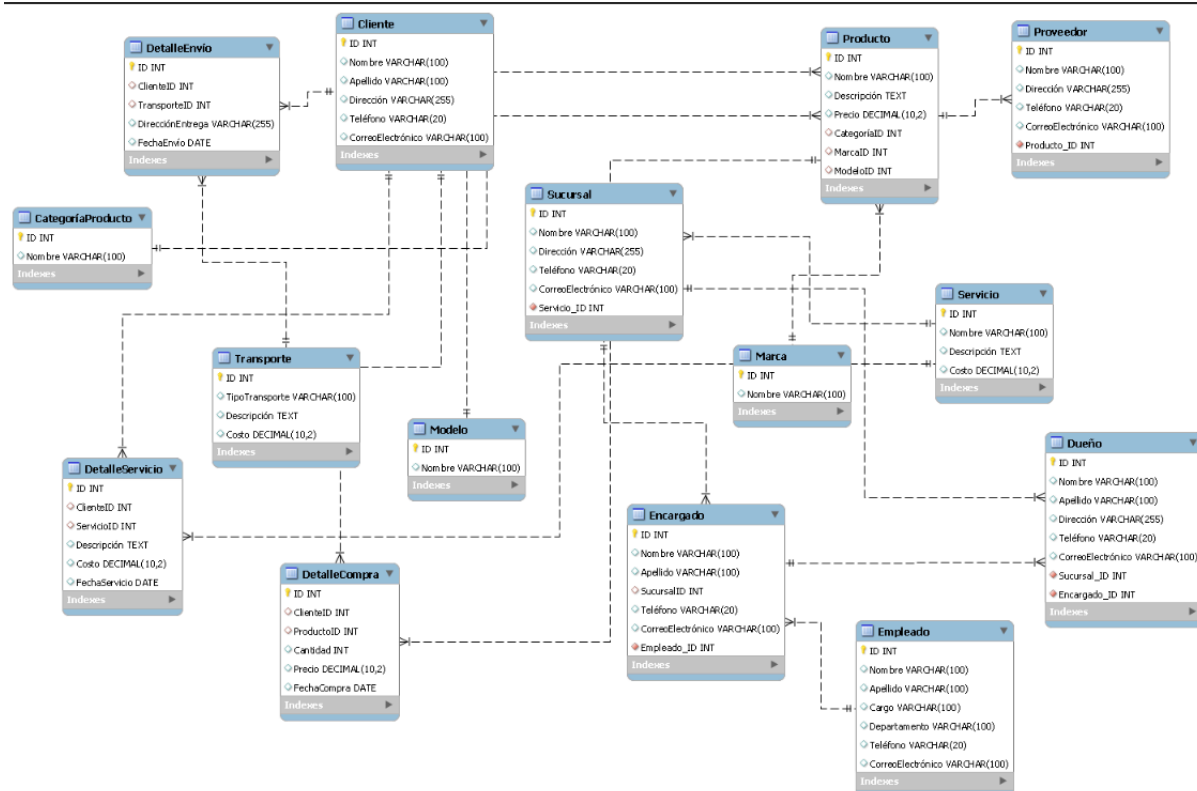 DetalleEnvío
ID INT
ClienteID INT
TransporteID INT
DirecciónEntrega VARCHAR(255)
FechaEnvío DATE
Indexes
Cliente
ID INT
Nombre VARCHAR(100)
Apellido VARCHAR(100)
Dirección VARCHAR(255)
Teléfono VARCHAR(20)
CorreoElectrónico VARCHAR(100)
Indexes
Producto
ID INT
Nombre VARCHAR(100)
Descripción TEXT
Precio DECIMAL(10,2)
CategoríaID INT
MarcaID INT
ModeloID INT
Indexes
Proveedor
ID INT
Nombre VARCHAR(100)
Dirección VARCHAR(255)
Teléfono VARCHAR(20)
CorreoElectrónico VARCHAR(100)
Producto_ID INT
Indexes
CategoríaProducto
ID INT
Nombre VARCHAR(100)
Indexes
Sucursal
ID INT
Nombre VARCHAR(100)
Dirección VARCHAR(255)
Teléfono VARCHAR(20)
CorreoElectrónico VARCHAR(100)
Servicio_ID INT
Indexes
Servicio
ID INT
Nombre VARCHAR(100)
Descripción TEXT
Costo DECIMAL(10,2)
Indexes
Transporte
ID INT
TipoTransporte VARCHAR(100)
Descripción TEXT
Costo DECIMAL(10,2)
Indexes
Marca
ID INT
Nombre VARCHAR(100)
Indexes
Modelo
ID INT
Nombre VARCHAR(100)
Indexes
Dueño
ID INT
Nombre VARCHAR(100)
Apellido VARCHAR(100)
Dirección VARCHAR(255)
Teléfono VARCHAR(20)
CorreoElectrónico VARCHAR(100)
Sucursal_ID INT
Encargado_ID INT
Indexes
DetalleServicio
ID INT
ClienteID INT
ServicioID INT
Descripción TEXT
Costo DECIMAL(10,2)
FechaServicio DATE
Indexes
Encargado
ID INT
Nombre VARCHAR(100)
Apellido VARCHAR(100)
SucursalID INT
Teléfono VARCHAR(20)
CorreoElectrónico VARCHAR(100)
Empleado_ID INT
Indexes
DetalleCompra
ID INT
ClienteID INT
ProductoID INT
Cantidad INT
Precio DECIMAL(10,2)
FechaCompra DATE
Indexes
Empleado
ID INT
Nombre VARCHAR(100)
Apellido VARCHAR(100)
Cargo VARCHAR(100)
Departamento VARCHAR(100)
Teléfono VARCHAR(20)
CorreoElectrónico VARCHAR(100)
Indexes